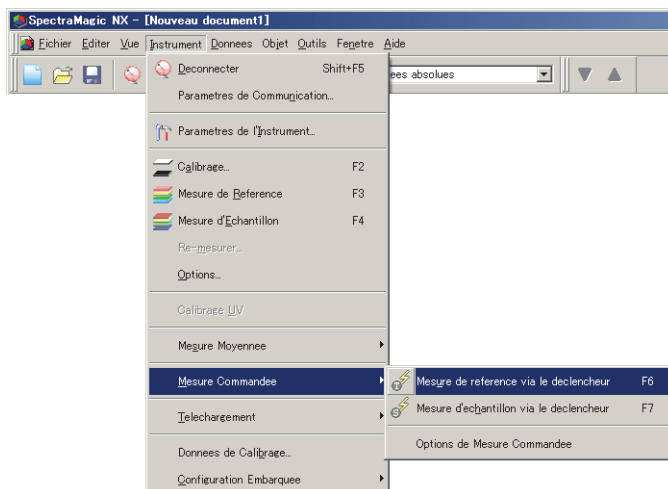 SpectraMagic NX - [Nouveau document1]
Fichier Editer Vue Instrument Donnees Objet Outils Fenetre Aide
ees absolues
Deconnecter Shift+F5
Parametres de Communication...
Parametres de l'Instrument...
Calibrage... F2
Mesure de Reference F3
Mesure d'Echantillon F4
Re-mesurer...
Options...
Calibrage UV
Mesure Moyennee
Mesure Commandee
Mesure de reference via le declencheur F6
Mesure d'echantillon via le declencheur F7
Options de Mesure Commandee
Telechargement
Donnees de Calibrage...
Configuration Embarquee